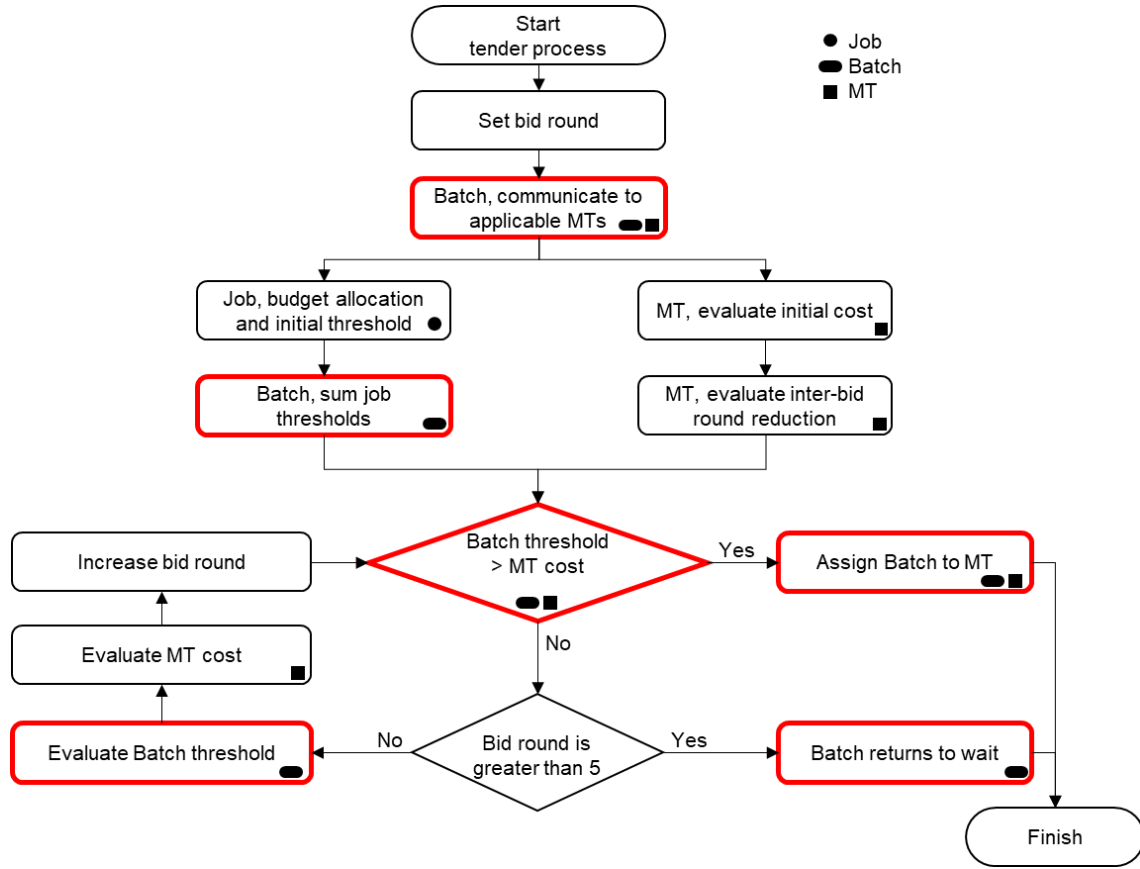 Start
tender process
Job
Batch
MT
Set bid round
Batch, communicate to
applicable MTs
Job, budget allocation
and initial threshold
MT, evaluate initial cost
Batch, sum job
thresholds
MT, evaluate inter-bid
round reduction
Increase bid round
Batch threshold
> MT cost
Yes
Assign Batch to MT
Evaluate MT cost
No
Evaluate Batch threshold
No
Bid round is
greater than 5
Yes
Batch returns to wait
Finish